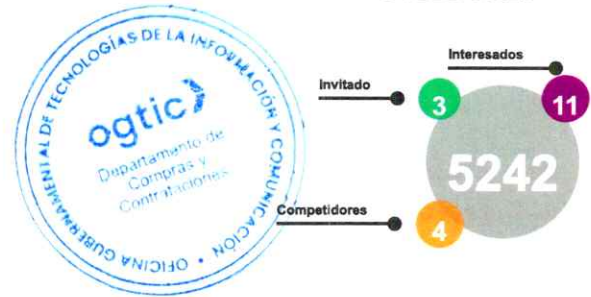 OFICINA GUBERNAMENTAL DE TECNOLOGÍAS DE LA INFORMACIÓN Y COMUNICACIÓN •
ogtic
Departamento de
Compras y
Contrataciones
Interesados
Invitado
3
11
5242
Competidores
4